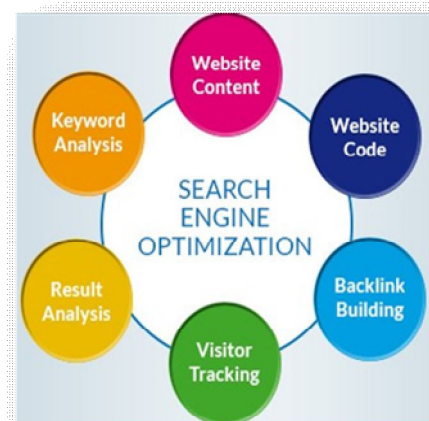 Website
Content
Website
Code
Backlink
Building
Visitor
Tracking
Result
Analysis
Keyword
Analysis
SEARCH
ENGINE
OPTIMIZATION